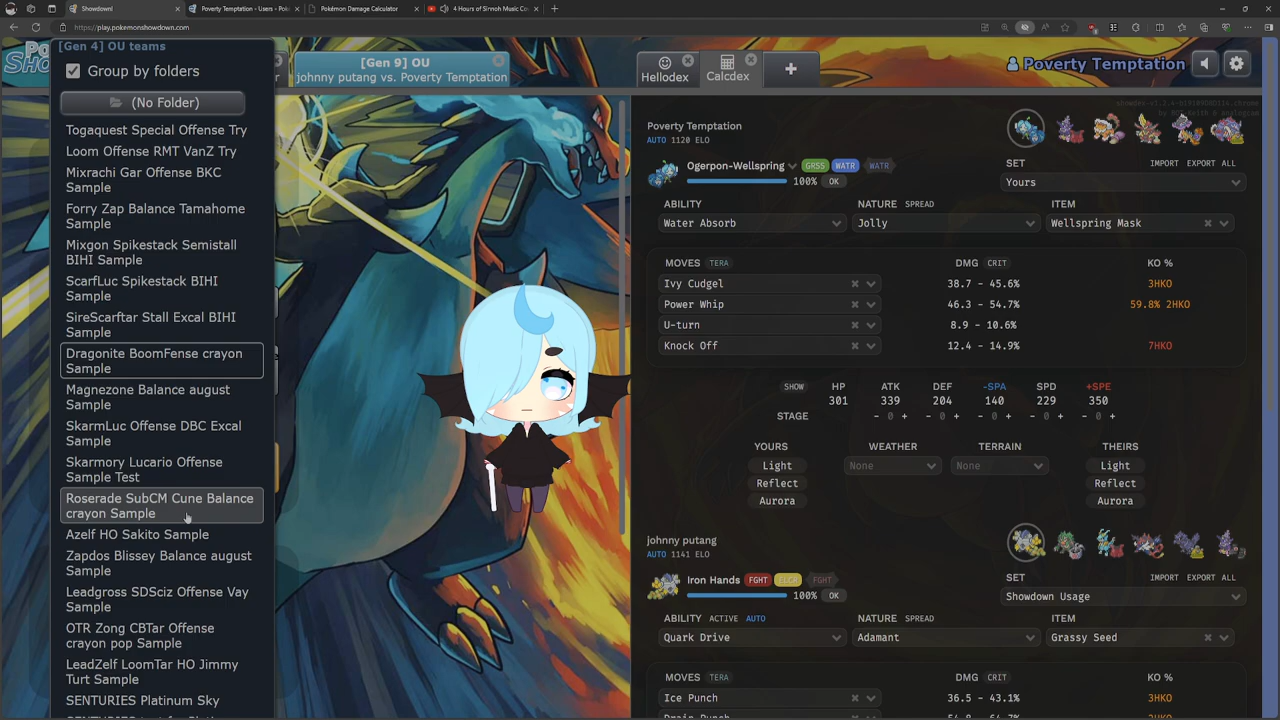 Showdown!
Poverty Temptation - Users - Pok
Pokémon Damage Calculator
4 Hours of Sinnoh Music Co
https://play.pokemonshowdown.com
[Gen 4] OU teams
Group by folders
(No Folder)
Togaquest Special Offense Try
Loom Offense RMT VanZ Try
Mixrachi Gar Offense BKC
Sample
Forry Zap Balance Tamahome
Sample
Mixgon Spikestack Semistall
BIHI Sample
ScarfLuc Spikestack BIHI
Sample
SireScarftar Stall Excal BIHI
Sample
Dragonite BoomFense crayon
Sample
Magnezone Balance august
Sample
SkarmLuc Offense DBC Excal
Sample
Skarmory Lucario Offense
Sample Test
Roserade SubCM Cune Balance
crayon Sample
Azelf HO Sakito Sample
Zapdos Blissey Balance august
Sample
Leadgross SDSciz Offense Vay
Sample
OTR Zong CBTar Offense
crayon pop Sample
LeadZelf LoomTar HO Jimmy
Turt Sample
SENTURIES Platinum Sky
[Gen 9] OU
johnny putang vs. Poverty Temptation
Hellodex
Calcdex
Poverty Temptation
Poverty Temptation
AUTO 1120 ELO
Ogerpon-Wellspring GRSS WATR WATR
100% OK
SET IMPORT EXPORT ALL
Yours
ABILITY NATURE SPREAD ITEM
Water Absorb Jolly Wellspring Mask
MOVES TERA DMG CRIT KO %
Ivy Cudgel 38.7 - 45.6% 3HKO
Power Whip 46.3 - 54.7% 59.8% 2HKO
U-turn 8.9 - 10.6%
Knock Off 12.4 - 14.9% 7HKO
SHOW HP ATK DEF -SPA SPD +SPE
301 339 204 140 229 350
STAGE - 0 + - 0 + - 0 + - 0 + - 0 +
YOURS WEATHER TERRAIN THEIRS
Light None None Light
Reflect Reflect
Aurora Aurora
johnny putang
AUTO 1141 ELO
Iron Hands FGHT ELCR FGHT
100% OK
SET IMPORT EXPORT ALL
Showdown Usage
ABILITY ACTIVE AUTO NATURE SPREAD ITEM
Quark Drive Adamant Grassy Seed
MOVES TERA DMG CRIT KO %
Ice Punch 36.5 - 43.1% 3HKO